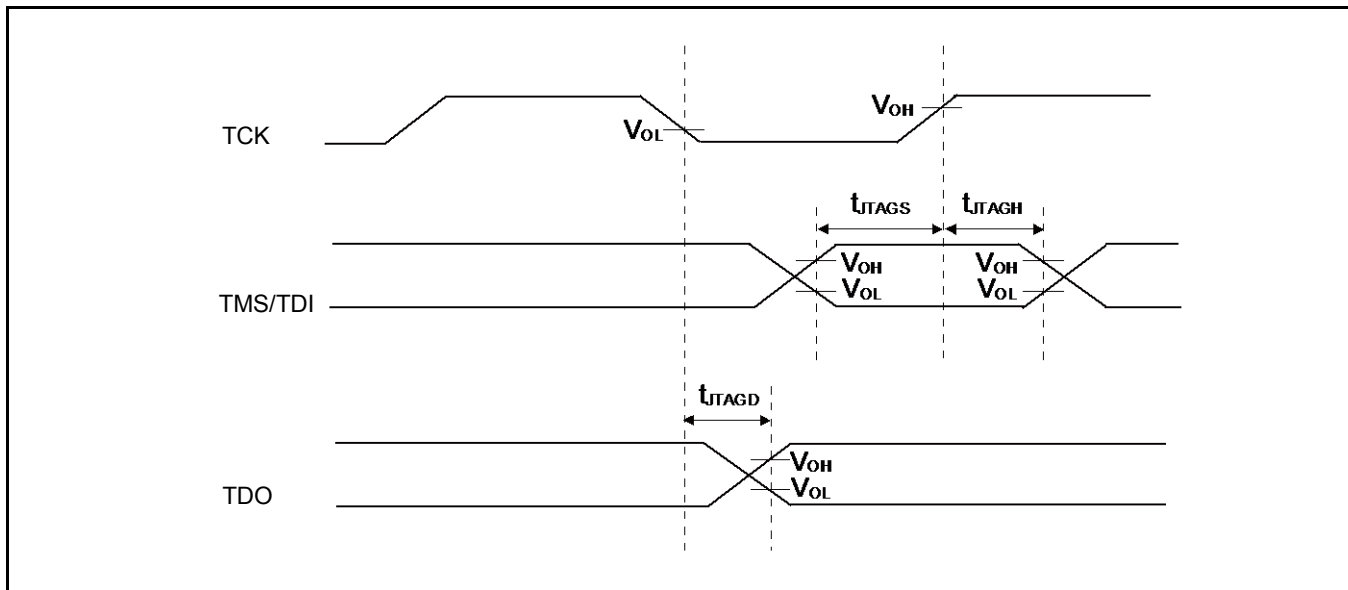 TCK
VOL
VOH
tJTAGS
tJTAGH
TMS/TDI
VOH
VOL
VOH
VOL
tJTAGD
TDO
VOH
VOL